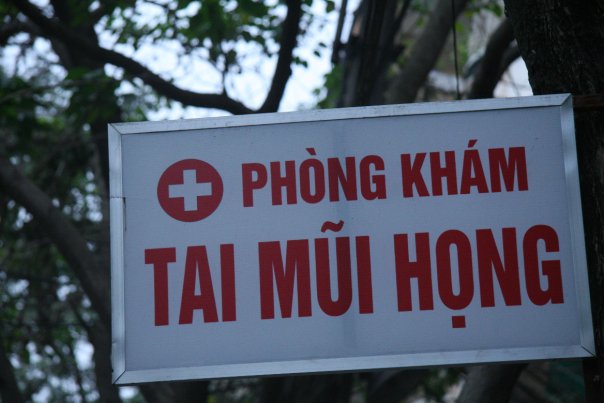 PHÒNG KHÁM
TAI MŨI HỌNG